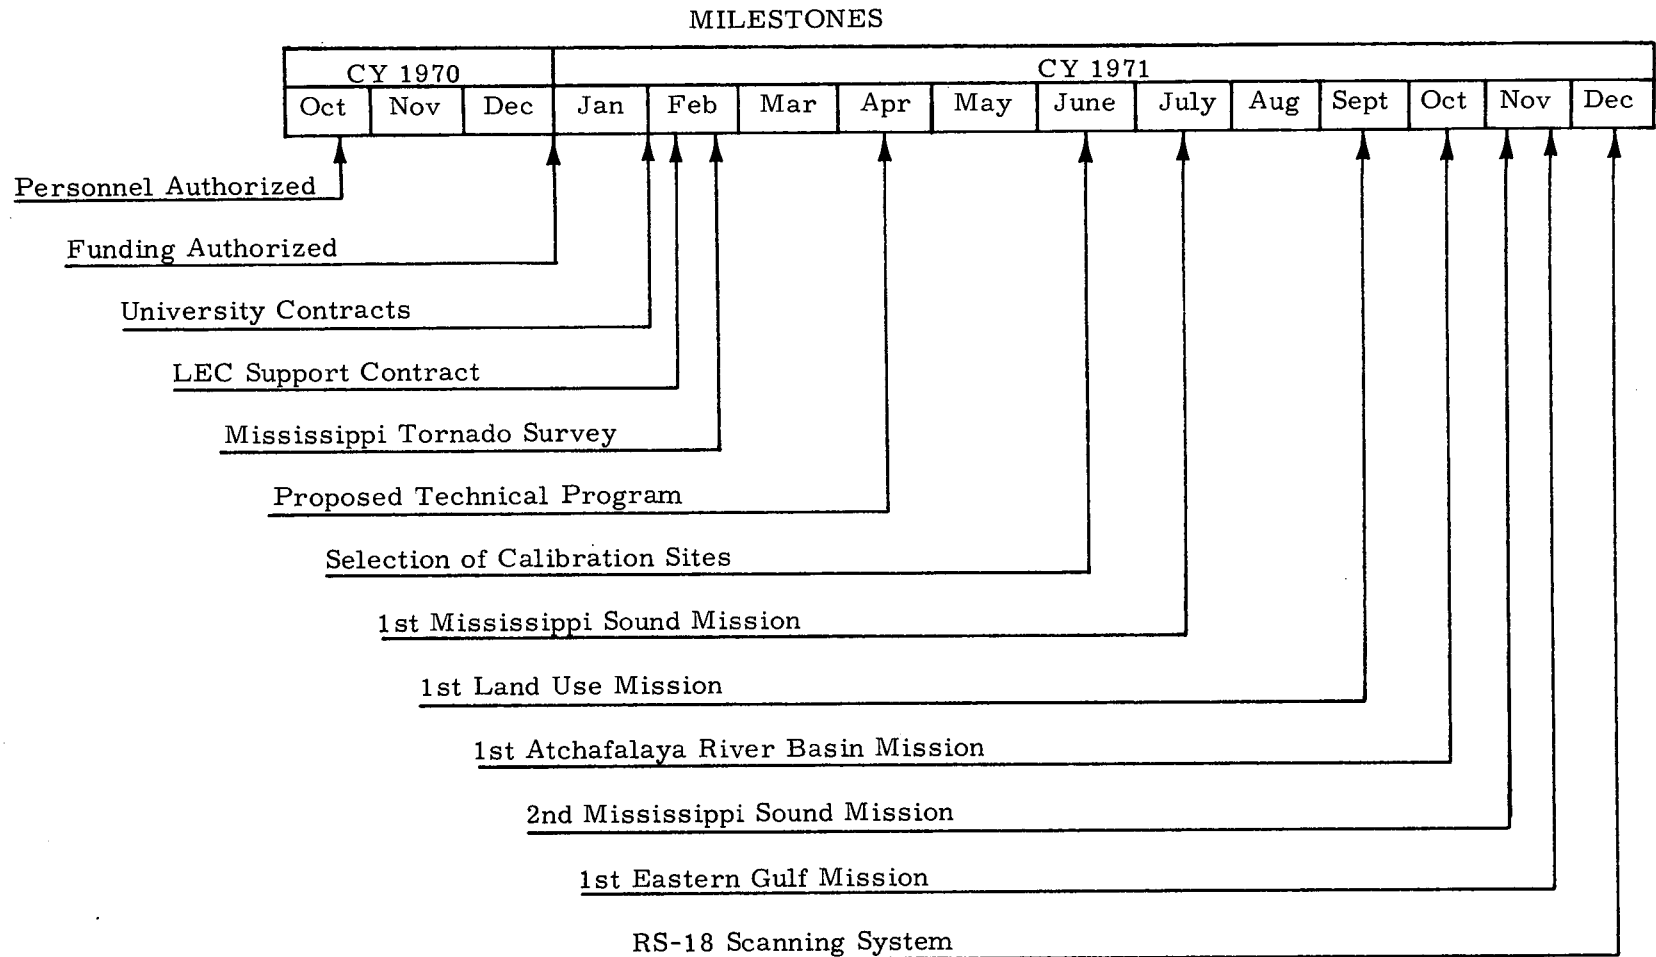 MILESTONES
CY 1970 CY 1971
Oct Nov Dec Jan Feb Mar Apr May June July Aug Sept Oct Nov Dec
Personnel Authorized
Funding Authorized
University Contracts
LEC Support Contract
Mississippi Tornado Survey
Proposed Technical Program
Selection of Calibration Sites
1st Mississippi Sound Mission
1st Land Use Mission
1st Atchafalaya River Basin Mission
2nd Mississippi Sound Mission
1st Eastern Gulf Mission
RS-18 Scanning System